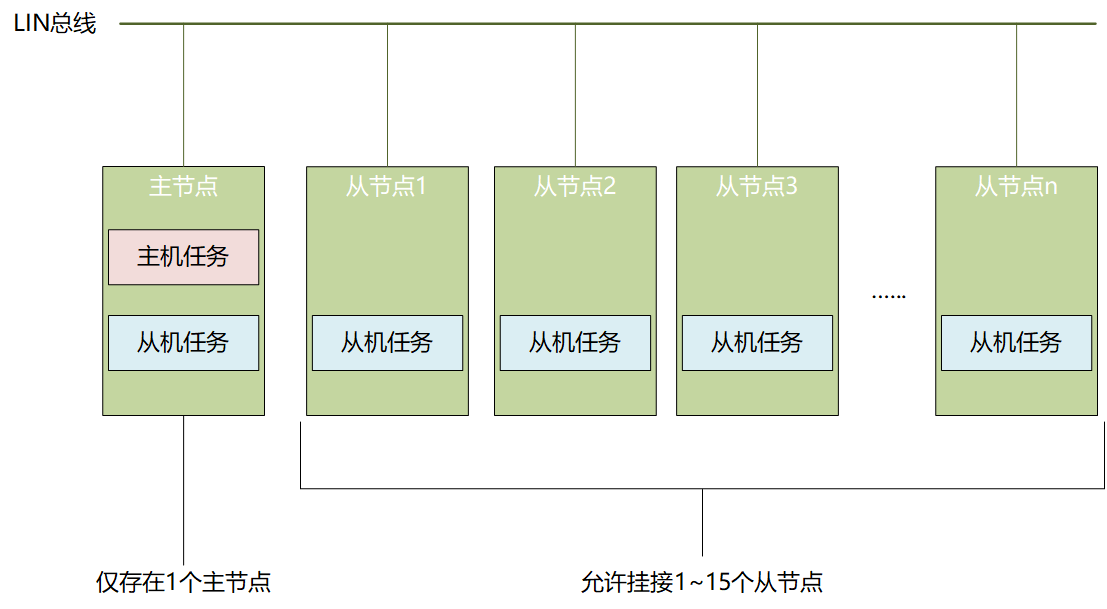 LIN总线
主节点
从节点1
从节点2
从节点3
从节点n
主机任务
......
从机任务
从机任务
从机任务
从机任务
从机任务
仅存在1个主节点
允许挂接1~15个从节点